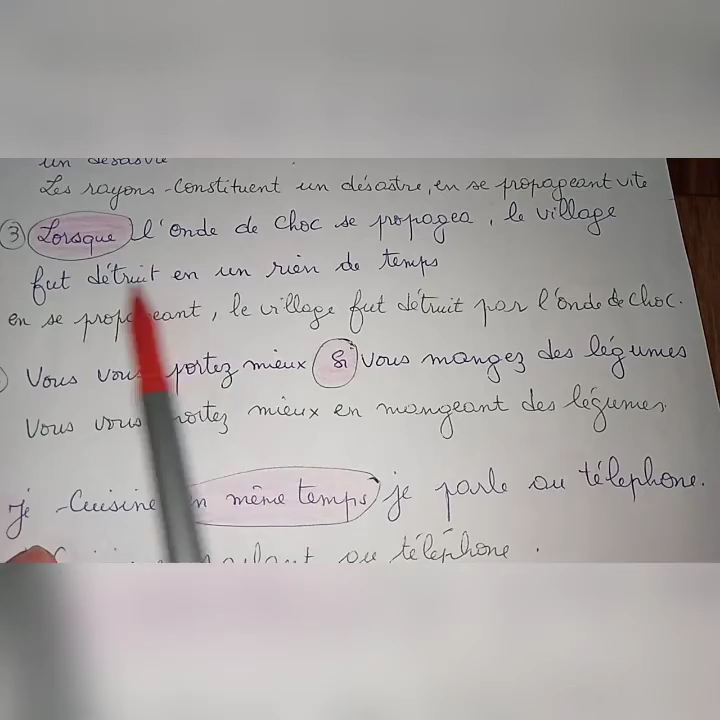 un
Les rayons constituent un désastre, en se propageant vite
3 Lorsque l'onde de choc se propagea, le village
fut détruit en un rien de temps
en se propageant, le village fut détruit par l'onde de choc.
Vous vous portez mieux si vous mangez des légumes
Vous vous portez mieux en mangeant des légumes.
Je cuisine en même temps je parle au téléphone.
au téléphone.